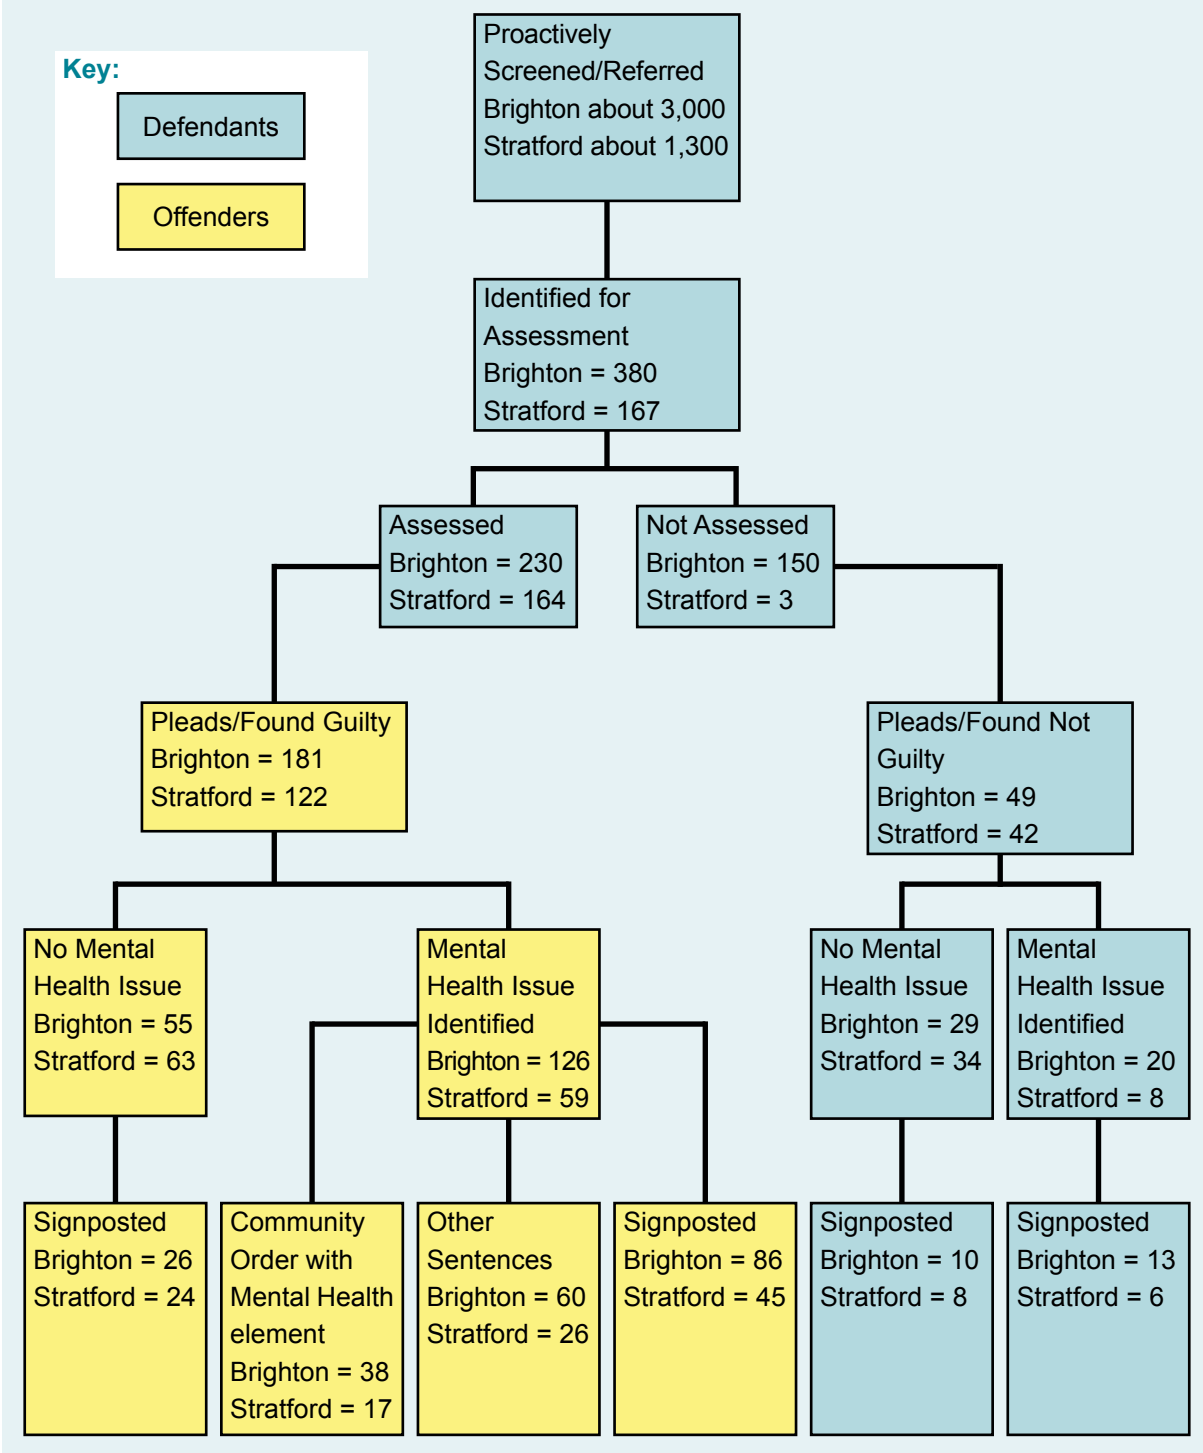 Key:
Defendants
Offenders
Proactively
Screened/Referred
Brighton about 3,000
Stratford about 1,300
Identified for
Assessment
Brighton = 380
Stratford = 167
Assessed
Brighton = 230
Stratford = 164
Not Assessed
Brighton = 150
Stratford = 3
Pleads/Found Guilty
Brighton = 181
Stratford = 122
Pleads/Found Not
Guilty
Brighton = 49
Stratford = 42
No Mental
Health Issue
Brighton = 55
Stratford = 63
Mental
Health Issue
Identified
Brighton = 126
Stratford = 59
No Mental
Health Issue
Brighton = 29
Stratford = 34
Mental
Health Issue
Identified
Brighton = 20
Stratford = 8
Signposted
Brighton = 26
Stratford = 24
Community
Order with
Mental Health
element
Brighton = 38
Stratford = 17
Other
Sentences
Brighton = 60
Stratford = 26
Signposted
Brighton = 86
Stratford = 45
Signposted
Brighton = 10
Stratford = 8
Signposted
Brighton = 13
Stratford = 6